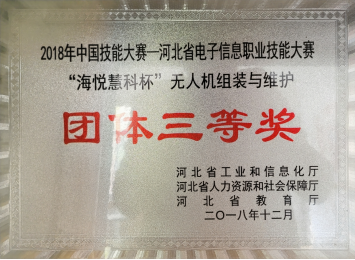 2018年中国技能大赛—河北省电子信息职业技能大赛
“海悦慧科杯”无人机组装与维护
团体三等奖
河北省工业和信息化厅
河北省人力资源和社会保障厅
河北省教育厅
二〇一八年十二月